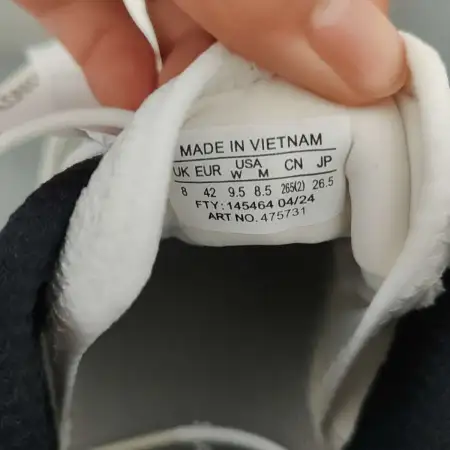 MADE IN VIETNAM
UK EUR USA W USA M CN JP
8 42 9.5 8.5 265(2) 26.5
FTY: 145464 04/24
ART NO. 475731